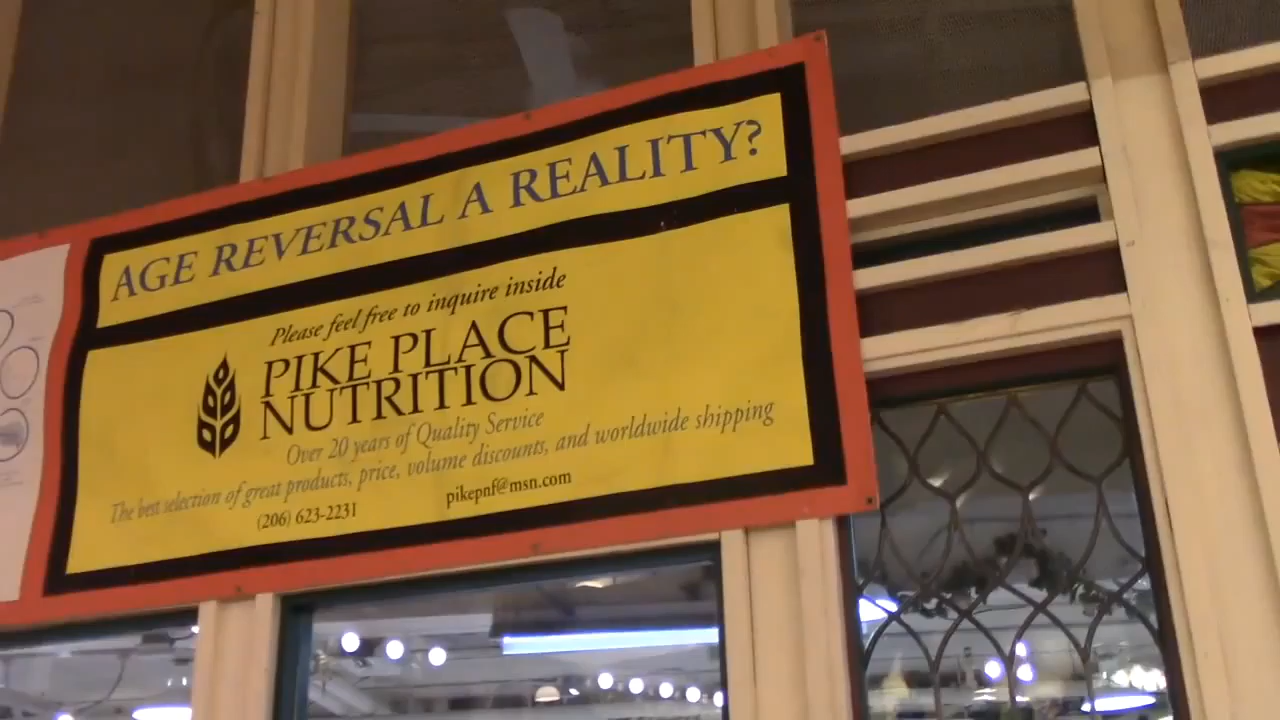 AGE REVERSAL A REALITY?
Please feel free to inquire inside
PIKE PLACE
NUTRITION
Over 20 years of Quality Service
The best selection of great products, price, volume discounts, and worldwide shipping
(206) 623-2231 pikepnf@msn.com